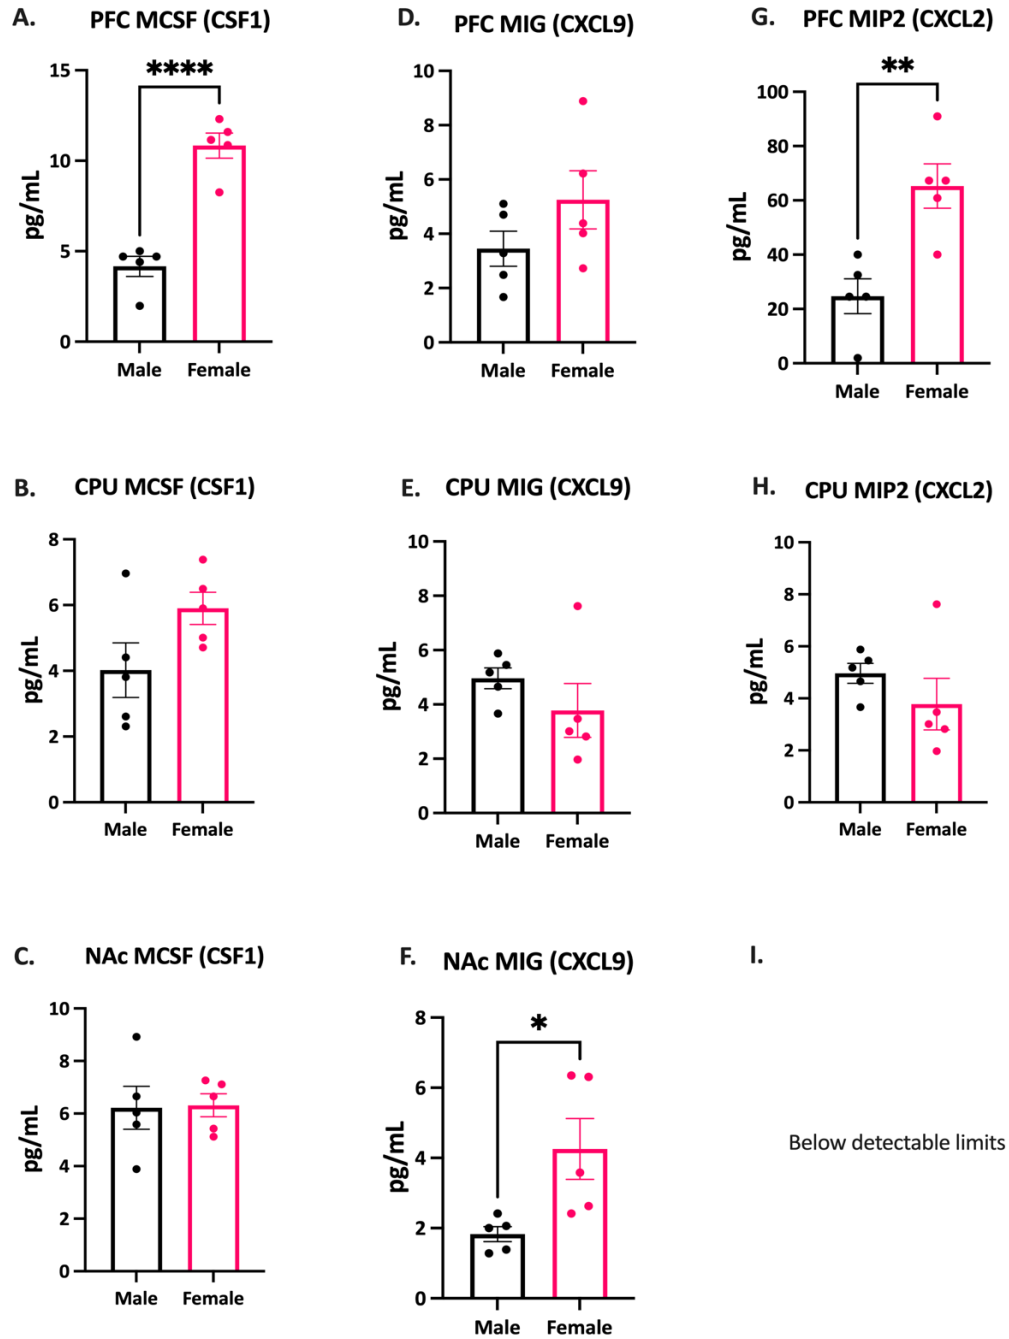 A. PFC MCSF (CSF1)
****
pg/mL
15
10
5
0
Male Female
D. PFC MIG (CXCL9)
pg/mL
10
8
6
4
2
0
Male Female
G. PFC MIP2 (CXCL2)
**
pg/mL
100
80
60
40
20
0
Male Female
B. CPU MCSF (CSF1)
pg/mL
8
6
4
2
0
Male Female
E. CPU MIG (CXCL9)
pg/mL
10
8
6
4
2
0
Male Female
H. CPU MIP2 (CXCL2)
pg/mL
10
8
6
4
2
0
Male Female
C. NAc MCSF (CSF1)
pg/mL
10
8
6
4
2
0
Male Female
F. NAc MIG (CXCL9)
*
pg/mL
8
6
4
2
0
Male Female
I.
Below detectable limits